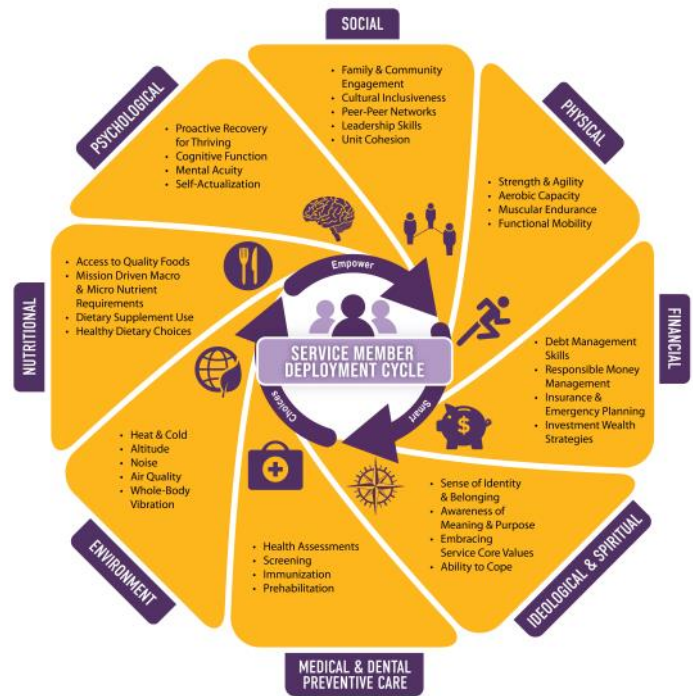 SOCIAL
• Family & Community
Engagement
• Cultural Inclusiveness
• Peer-Peer Networks
• Leadership Skills
• Unit Cohesion
PHYSICAL
• Strength & Agility
• Aerobic Capacity
• Muscular Endurance
• Functional Mobility
FINANCIAL
• Debt Management
Skills
• Responsible Money
Management
• Insurance &
Emergency Planning
• Investment Wealth
Strategies
$
IDEOLOGICAL & SPIRITUAL
• Sense of Identity
& Belonging
• Awareness of
Meaning & Purpose
• Embracing
Service Core Values
• Ability to Cope
MEDICAL & DENTAL
PREVENTIVE CARE
• Health Assessments
• Screening
• Immunization
• Prehabilitation
ENVIRONMENT
• Heat & Cold
• Altitude
• Noise
• Air Quality
• Whole-Body
Vibration
NUTRITIONAL
• Access to Quality Foods
• Mission Driven Macro
& Micro Nutrient
Requirements
• Dietary Supplement Use
• Healthy Dietary Choices
PSYCHOLOGICAL
• Proactive Recovery
for Thriving
• Cognitive Function
• Mental Acuity
• Self-Actualization
Empower
Smart
Choices
SERVICE MEMBER
DEPLOYMENT CYCLE